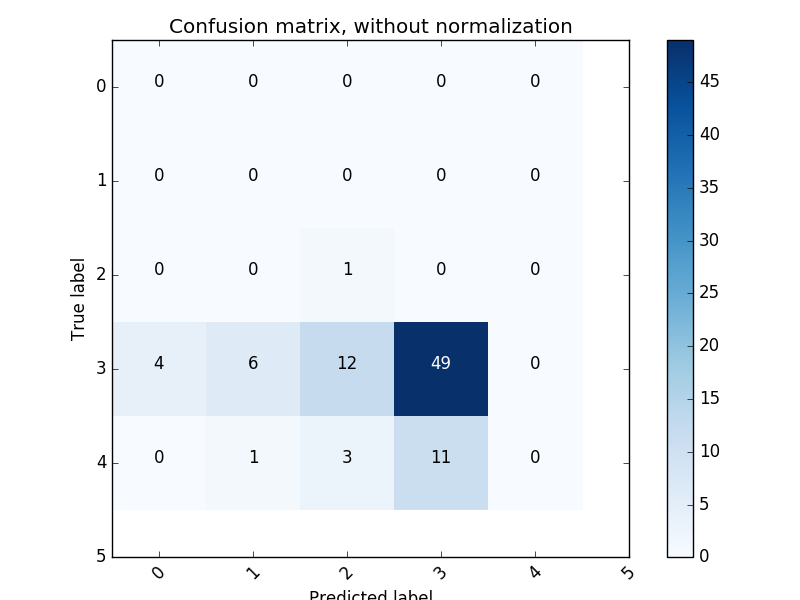 Confusion matrix, without normalization
0 0 0 0 0 0
1 0 0 0 0 0
2 0 0 1 0 0
3 4 6 12 49 0
4 0 1 3 11 0
5
0 1 2 3 4 5
True label
Predicted label
45
40
35
30
25
20
15
10
5
0